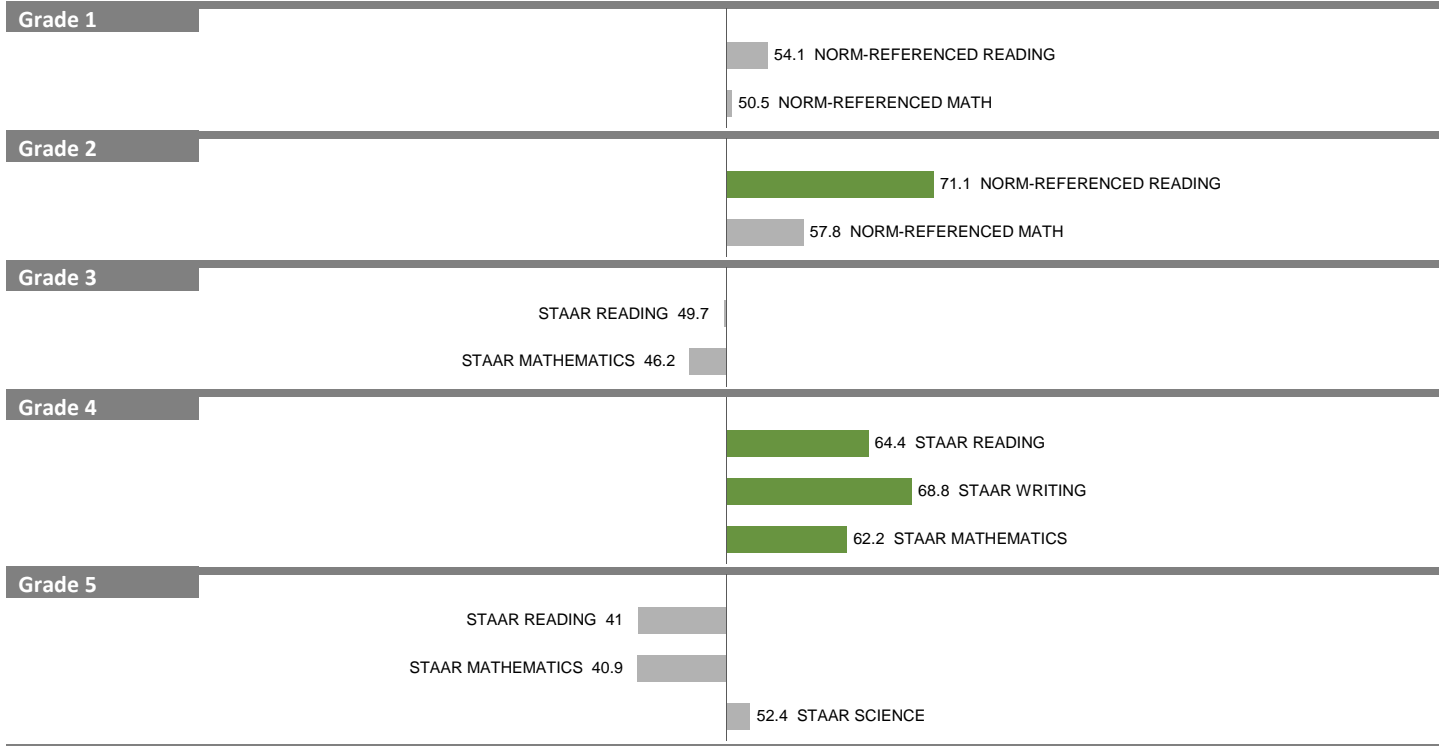 Grade 1
54.1 NORM-REFERENCED READING
50.5 NORM-REFERENCED MATH
Grade 2
71.1 NORM-REFERENCED READING
57.8 NORM-REFERENCED MATH
Grade 3
STAAR READING 49.7
STAAR MATHEMATICS 46.2
Grade 4
64.4 STAAR READING
68.8 STAAR WRITING
62.2 STAAR MATHEMATICS
Grade 5
STAAR READING 41
STAAR MATHEMATICS 40.9
52.4 STAAR SCIENCE